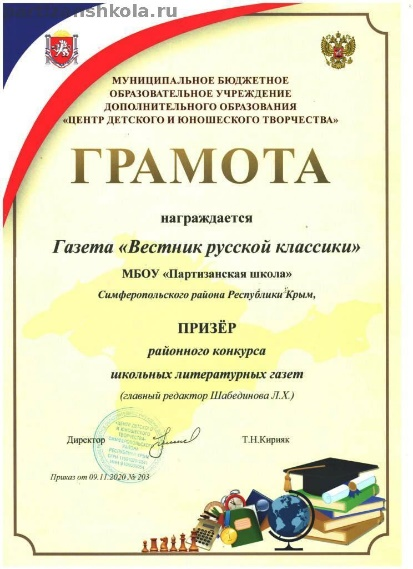 partizanshkola.ru
МУНИЦИПАЛЬНОЕ БЮДЖЕТНОЕ
ОБРАЗОВАТЕЛЬНОЕ УЧРЕЖДЕНИЕ
ДОПОЛНИТЕЛЬНОГО ОБРАЗОВАНИЯ
«ЦЕНТР ДЕТСКОГО И ЮНОШЕСКОГО ТВОРЧЕСТВА»
ГРАМОТА
награждается
Газета «Вестник русской классики»
МБОУ «Партизанская школа»
Симферопольского района Республики Крым,
ПРИЗЁР
районного конкурса
школьных литературных газет
(главный редактор Шабединова Л.Х.)
Директор
Т.Н.Кирияк
Приказ от 09.11.2020 № 203